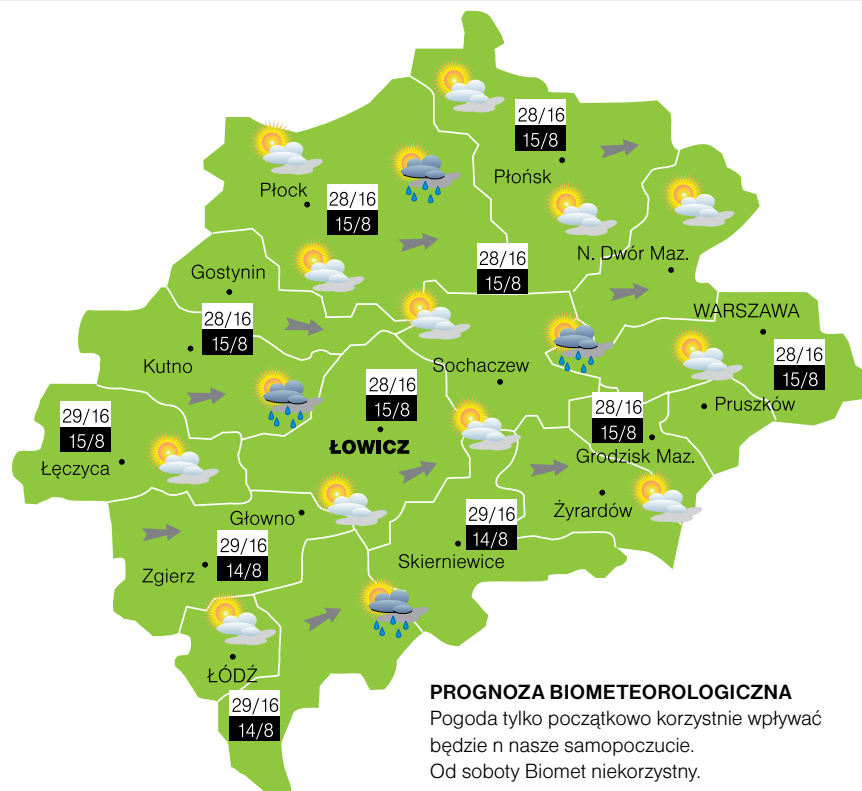 28/16
15/8
Płońsk
Płock
28/16
15/8
N. Dwór Maz.
28/16
15/8
Gostynin
WARSZAWA
28/16
15/8
Kutno
Sochaczew
28/16
15/8
28/16
15/8
ŁOWICZ
Pruszków
28/16
15/8
Grodzisk Maz.
29/16
15/8
Łęczyca
Żyrardów
Głowno
29/16
14/8
Skierniewice
29/16
14/8
Zgierz
ŁÓDŹ
29/16
14/8
PROGNOZA BIOMETEOROLOGICZNA
Pogoda tylko początkowo korzystnie wpływać
będzie n nasze samopoczucie.
Od soboty Biomet niekorzystny.